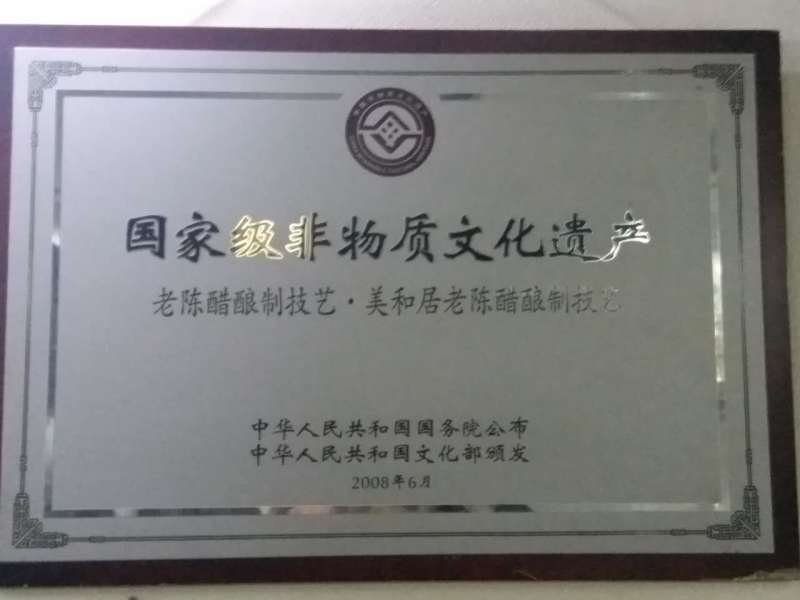 国家级非物质文化遗产
老陈醋酿制技艺·美和居老陈醋酿制技艺
中华人民共和国国务院公布
中华人民共和国文化部颁发
2008年6月